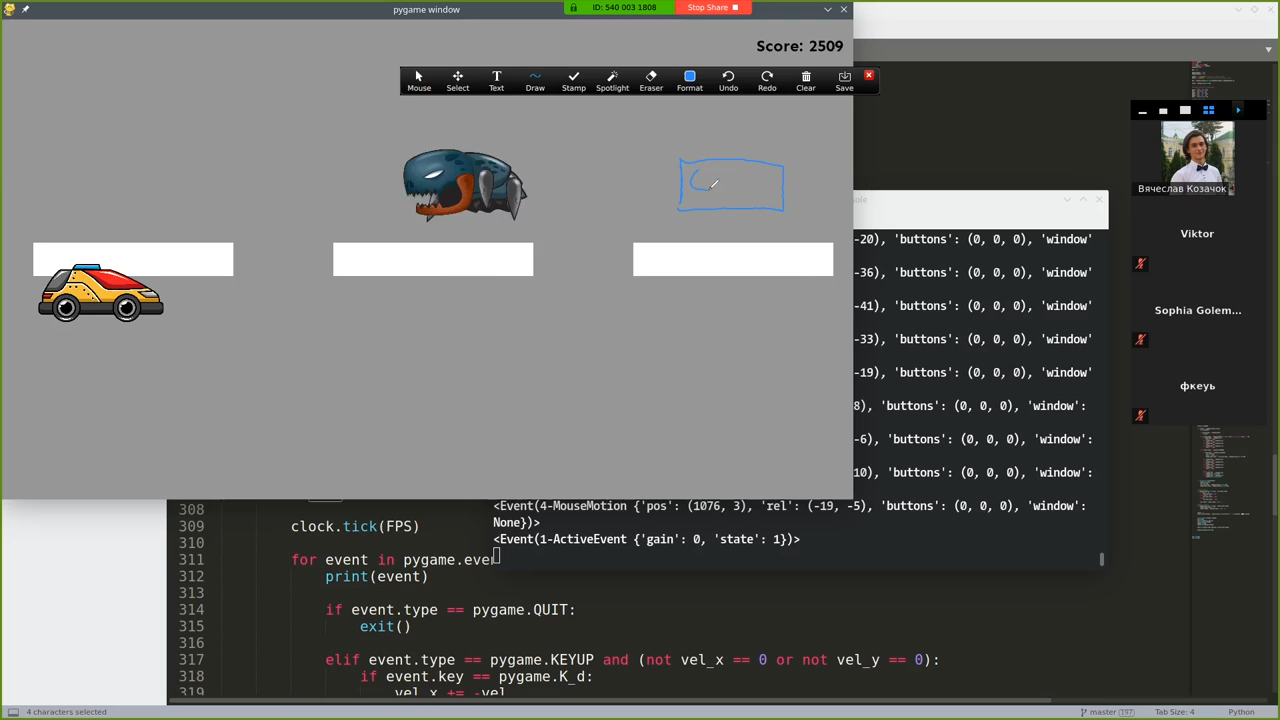 pygame window
ID: 540 003 1808
Stop Share
Score: 2509
Mouse
Select
Text
Draw
Stamp
Spotlight
Eraser
Format
Undo
Redo
Clear
Save
Вячеслав Козачок
Viktor
Sophia Golem...
фкеуь
-20), 'buttons': (0, 0, 0), 'window'
-36), 'buttons': (0, 0, 0), 'window'
-41), 'buttons': (0, 0, 0), 'window'
-33), 'buttons': (0, 0, 0), 'window'
-19), 'buttons': (0, 0, 0), 'window'
8), 'buttons': (0, 0, 0), 'window':
-6), 'buttons': (0, 0, 0), 'window':
10), 'buttons': (0, 0, 0), 'window':
<Event(4-MouseMotion {'pos': (1076, 3), 'rel': (-19, -5), 'buttons': (0, 0, 0), 'window':
None})>
<Event(1-ActiveEvent {'gain': 0, 'state': 1})>
308
309 clock.tick(FPS)
310
311 for event in pygame.even
312 print(event)
313
314 if event.type == pygame.QUIT:
315 exit()
316
317 elif event.type == pygame.KEYUP and (not vel_x == 0 or not vel_y == 0):
318 if event.key == pygame.K_d:
319 vel_x += -vel
4 characters selected
master 197
Tab Size: 4
Python